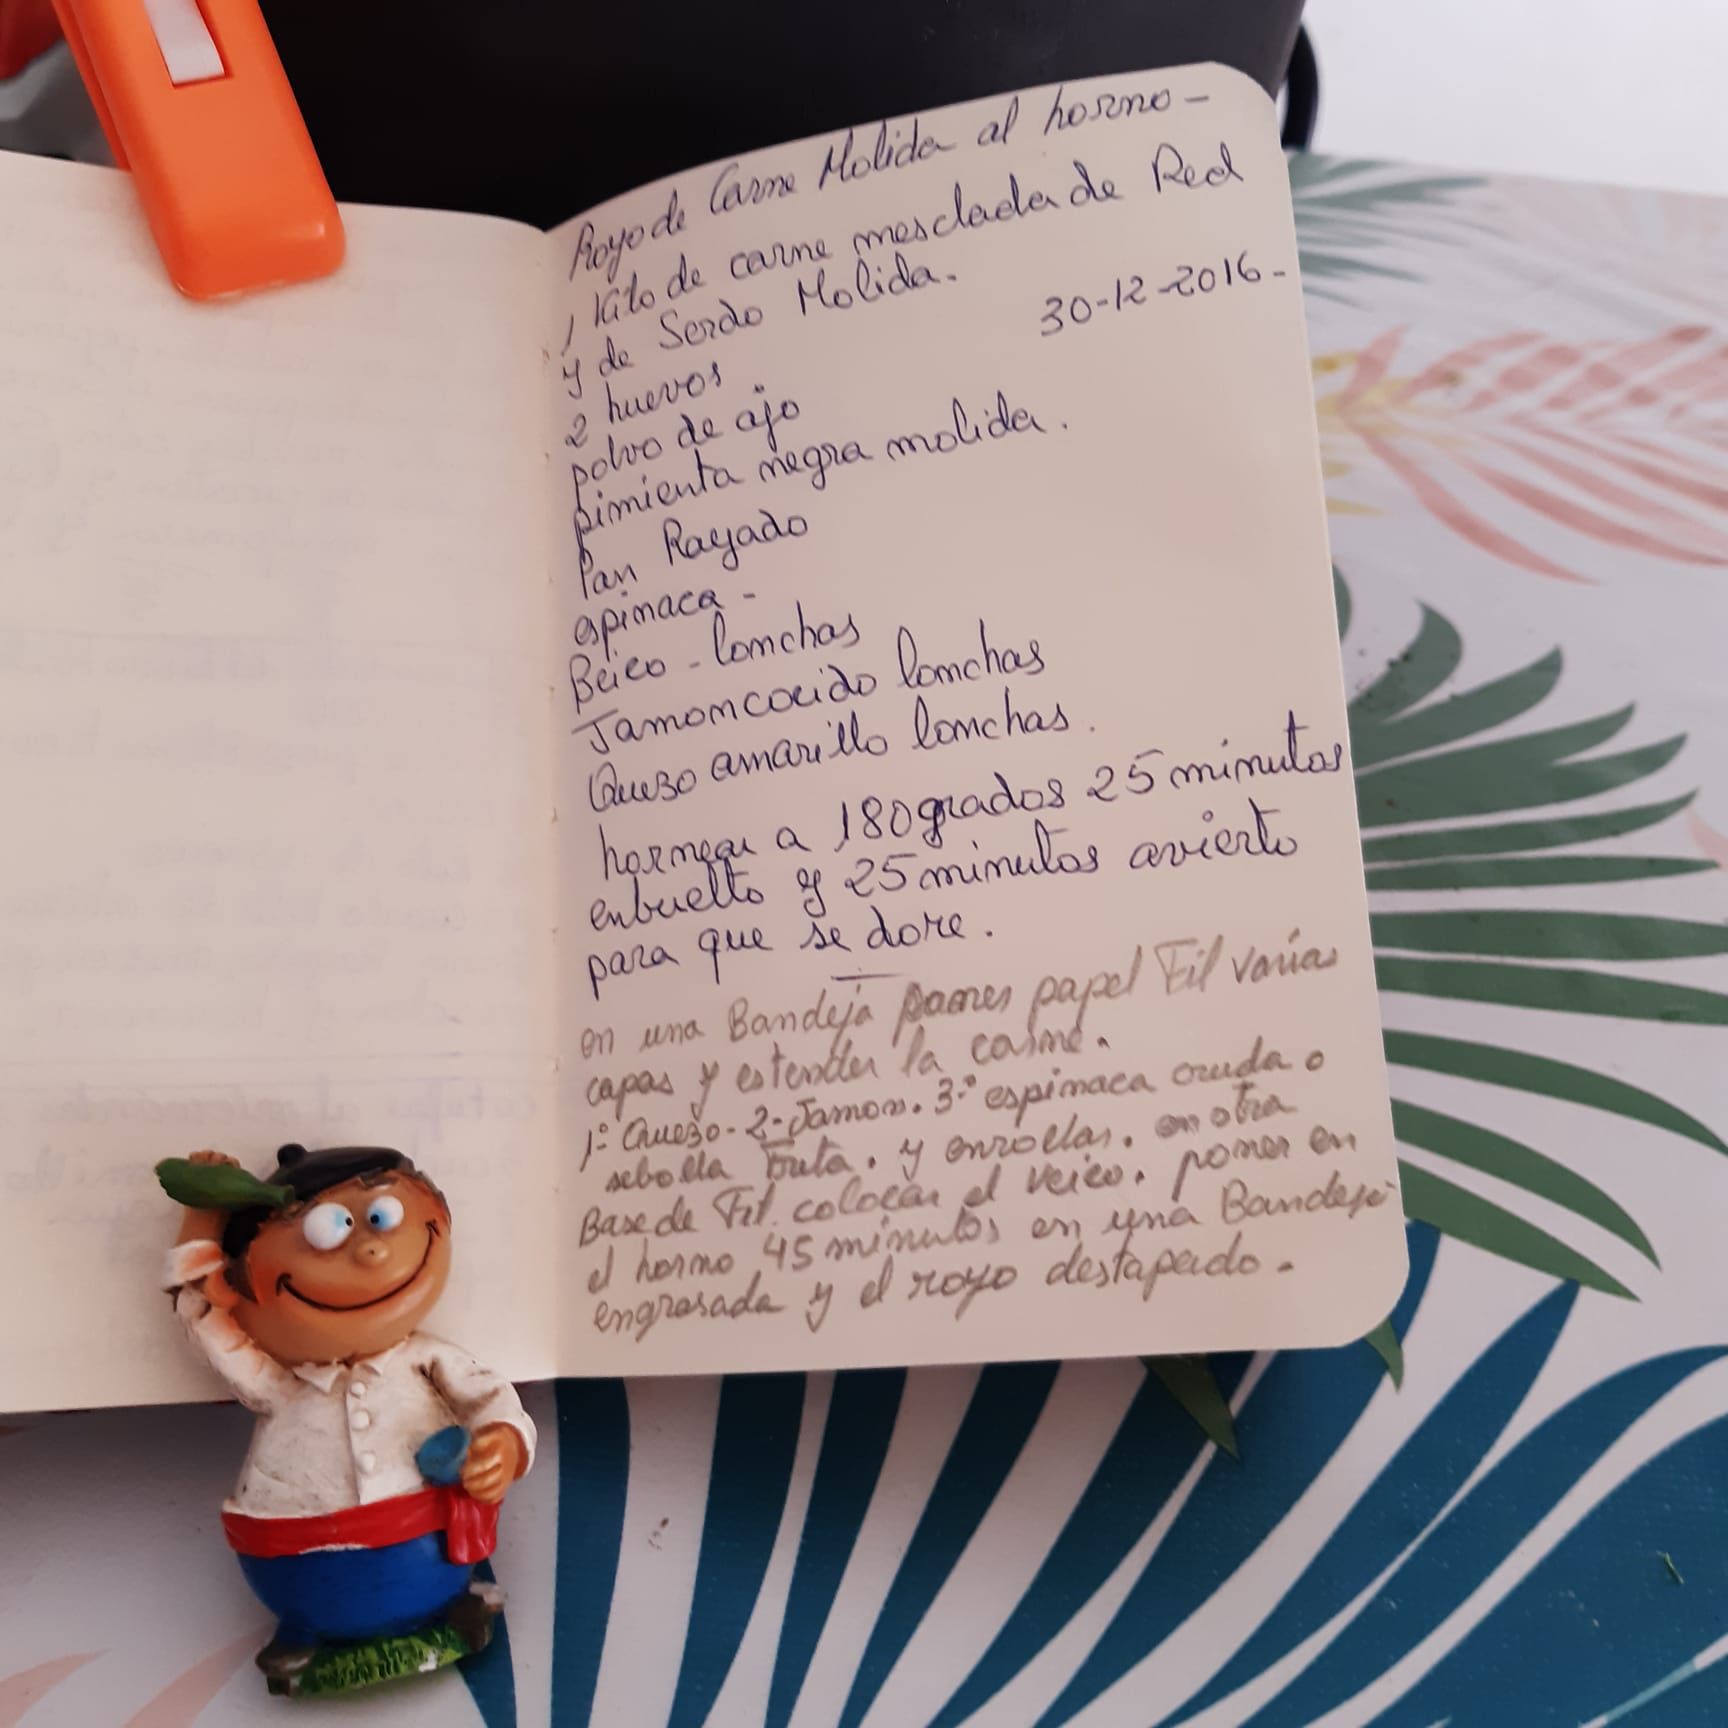 Royo de Carne Molida al horno -
1 Kilo de carne mesclada de Red
y de Serdo Molida.
30-12-2016-
2 huevos
polvo de ajo
pimienta negra molida.
Pan Rayado
espinaca -
Beico - lonchas
Jamon cocido lonchas
Queso amarillo lonchas.
hornear a 180 grados 25 minutos
enbuelto y 25 minutos avierto
para que se dore.
en una Bandeja poner papel Fil varias
capas y estender la carne.
1º Queso - 2 - Jamon. 3º espinaca cruda o
sebolla frita. y enrollar. en otra
Base de Fil. colocar el veico. poner en
el horno 45 minutos en una Bandeja
engrasada y el royo destapado.